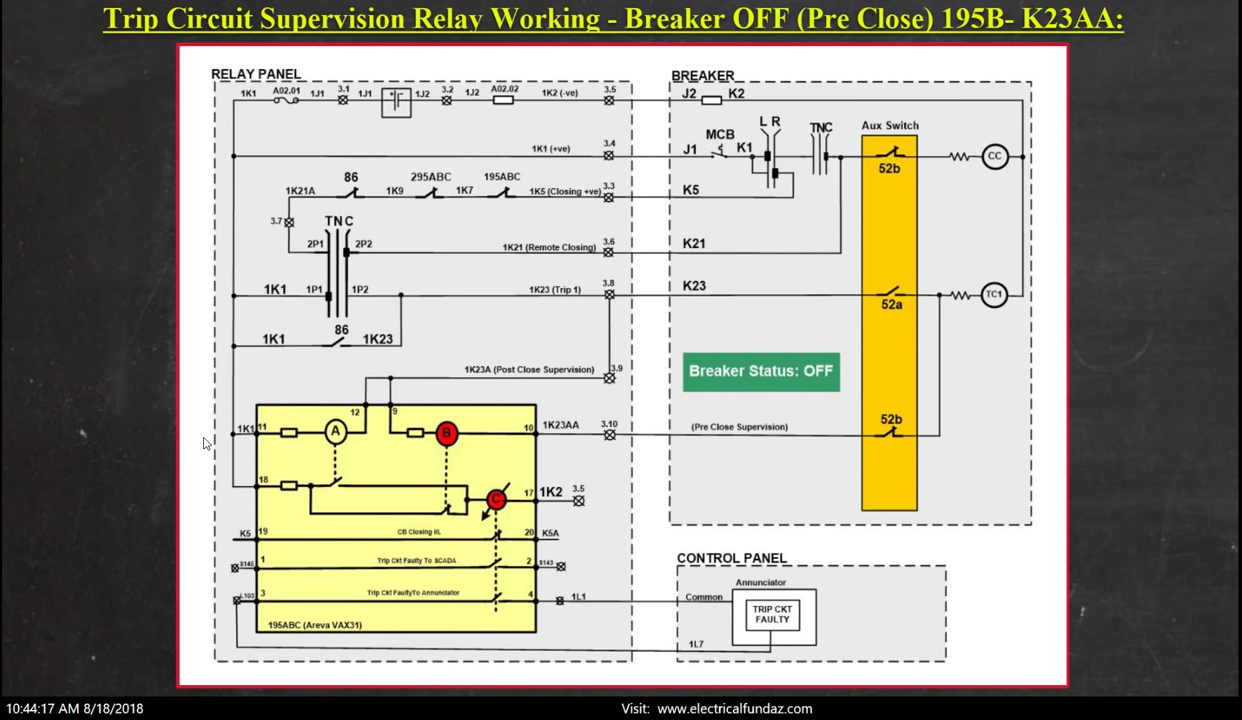 Trip Circuit Supervision Relay Working - Breaker OFF (Pre Close) 195B- K23AA:
RELAY PANEL
BREAKER
1K1 A02.01 1J1 3.1 1J1 1J2 3.2 1J2 A02.02 1K2 (-ve) 3.5
J2 K2
L R
TNC
Aux Switch
MCB
1K1 (+ve) 3.4
J1 K1
CC
52b
86 295ABC 195ABC
1K21A 1K9 1K7 1K5 (Closing +ve) 3.3
K5
3.7
TNC
2P1 2P2
1K21 (Remote Closing) 3.6
K21
1K1 1P1 1P2
1K23 (Trip 1) 3.8
K23
TC1
52a
86
1K1 1K23
1K23A (Post Close Supervision) 3.9
Breaker Status: OFF
12 9
1K1 11 A B 10 1K23AA 3.10
(Pre Close Supervision)
52b
18 C 17 1K2 3.5
K5 19 CB Closing I/L 20 K5A
S145 1 Trip Ckt Faulty To SCADA 2 S143
L103 3 Trip Ckt FaultyTo Annunciator 4 1L1
195ABC (Areva VAX31)
CONTROL PANEL
Annunciator
Common
TRIP CKT
FAULTY
1L7
10:44:17 AM 8/18/2018
Visit: www.electricalfundaz.com